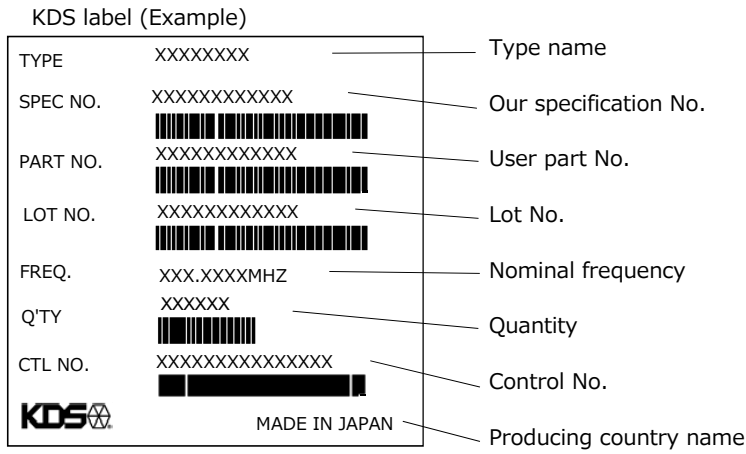 KDS label (Example)
TYPE XXXXXXXX Type name
SPEC NO. XXXXXXXXXXXX Our specification No.
PART NO. XXXXXXXXXXXX User part No.
LOT NO. XXXXXXXXXXXX Lot No.
FREQ. XXX.XXXXMHZ Nominal frequency
Q'TY XXXXXX Quantity
CTL NO. XXXXXXXXXXXXXXX Control No.
KDS MADE IN JAPAN Producing country name